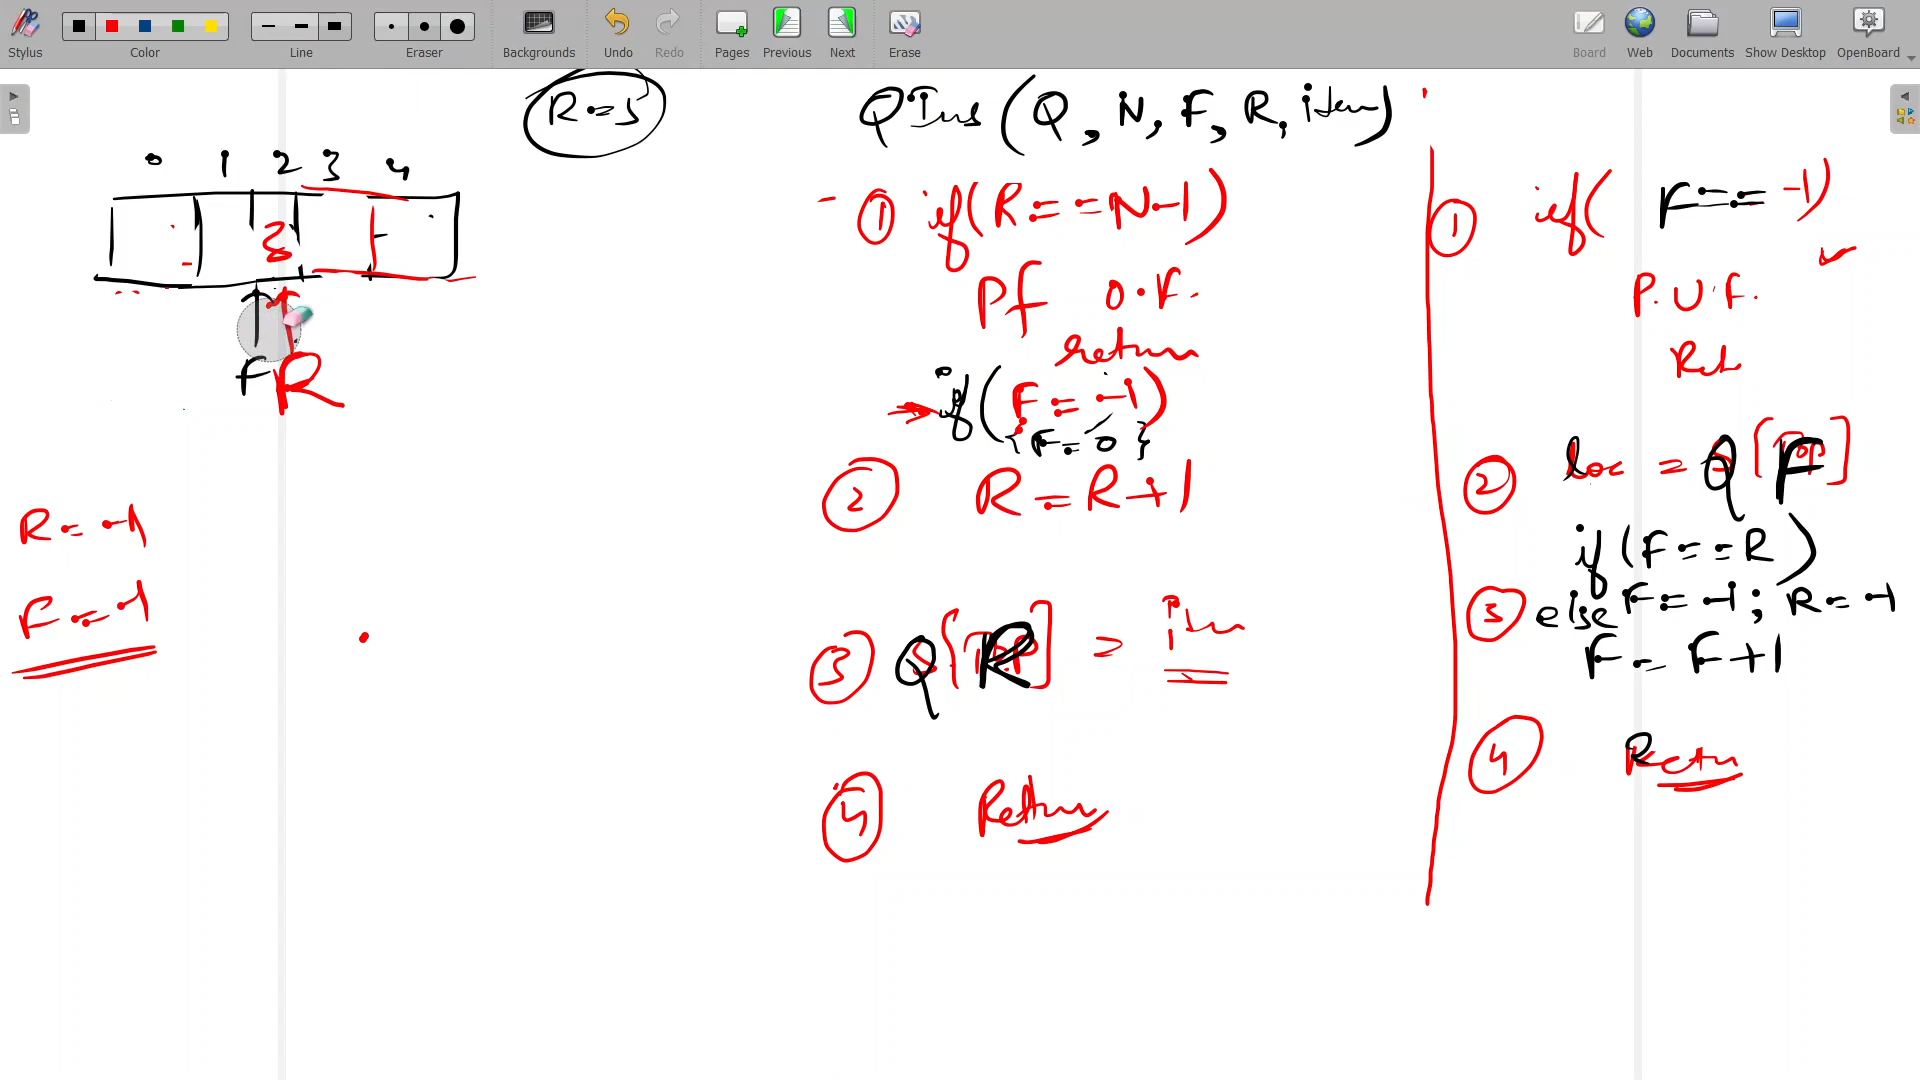 Stylus
Color
Line
Eraser
Backgrounds
Undo
Redo
Pages
Previous
Next
Erase
Board
Web
Documents
Show Desktop
OpenBoard
R=5
0 1 2 3 4
F R
R=-1
F=-1
QIns (Q, N, F, R, item)
① if(R==N-1)
Pf O.F.
return
if(F==-1)
{F=0}
② R=R+1
③ Q[R] = item
④ Return
① if( F==-1)
P.U.F.
Ret
② loc = Q[F]
if(F==R)
③ else F=-1; R=-1
F=F+1
④ Return